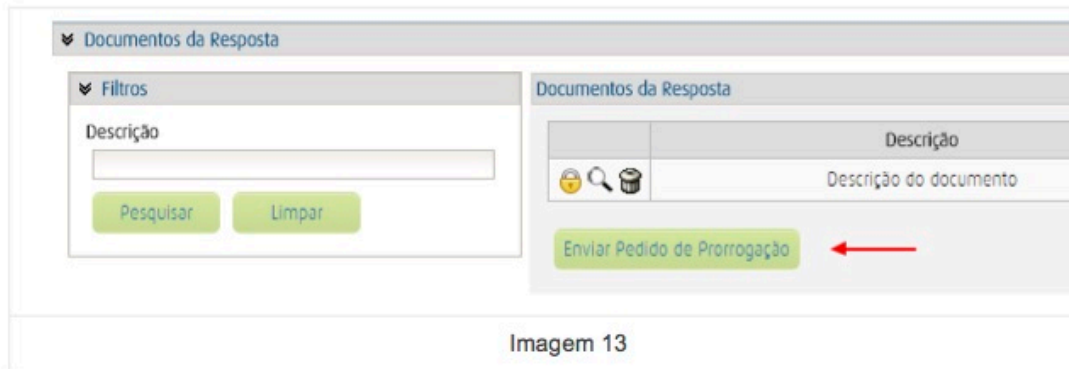 Documentos da Resposta
Filtros
Descrição
Pesquisar
Limpar
Documentos da Resposta
Descrição
Descrição do documento
Enviar Pedido de Prorrogação
Imagem 13